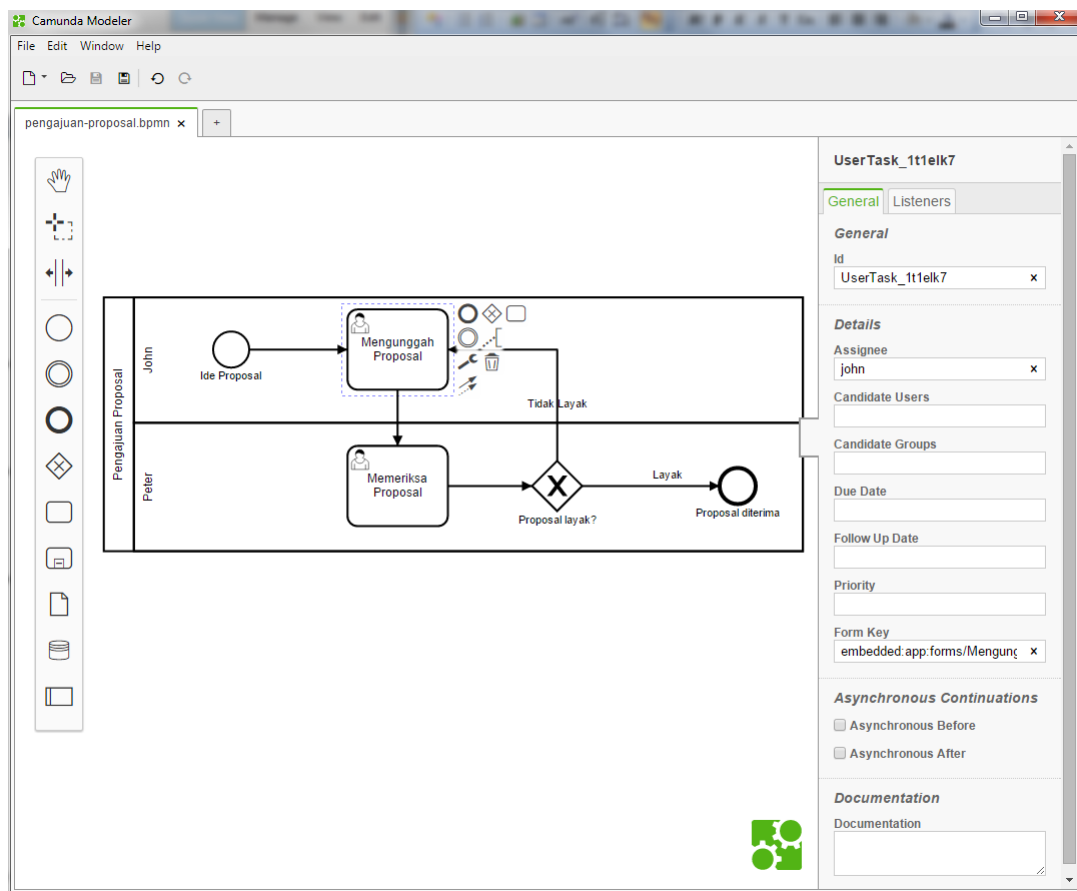 Camunda Modeler
Manage View Edit
File Edit Window Help
pengajuan-proposal.bpmn × +
UserTask_1t1elk7
General Listeners
General
Id
UserTask_1t1elk7 ×
Details
Assignee
john ×
Candidate Users
Candidate Groups
Due Date
Follow Up Date
Priority
Form Key
embedded:app:forms/Mengung ×
Asynchronous Continuations
Asynchronous Before
Asynchronous After
Documentation
Documentation
Pengajuan Proposal
John
Ide Proposal
Mengunggah
Proposal
Tidak Layak
Peter
Memeriksa
Proposal
Proposal layak?
Layak
Proposal diterima